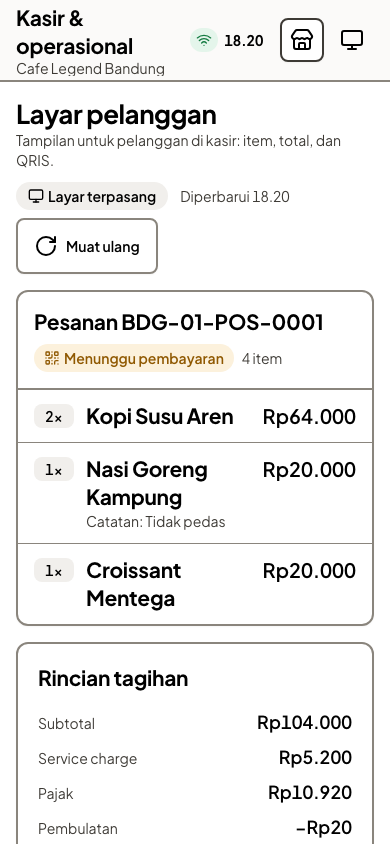 Kasir &
operasional
Cafe Legend Bandung
18.20
Layar pelanggan
Tampilan untuk pelanggan di kasir: item, total, dan
QRIS.
Layar terpasang
Diperbarui 18.20
Muat ulang
Pesanan BDG-01-POS-0001
Menunggu pembayaran
4 item
2× Kopi Susu Aren Rp64.000
1× Nasi Goreng Rp20.000
Kampung
Catatan: Tidak pedas
1× Croissant Rp20.000
Mentega
Rincian tagihan
Subtotal Rp104.000
Service charge Rp5.200
Pajak Rp10.920
Pembulatan −Rp20